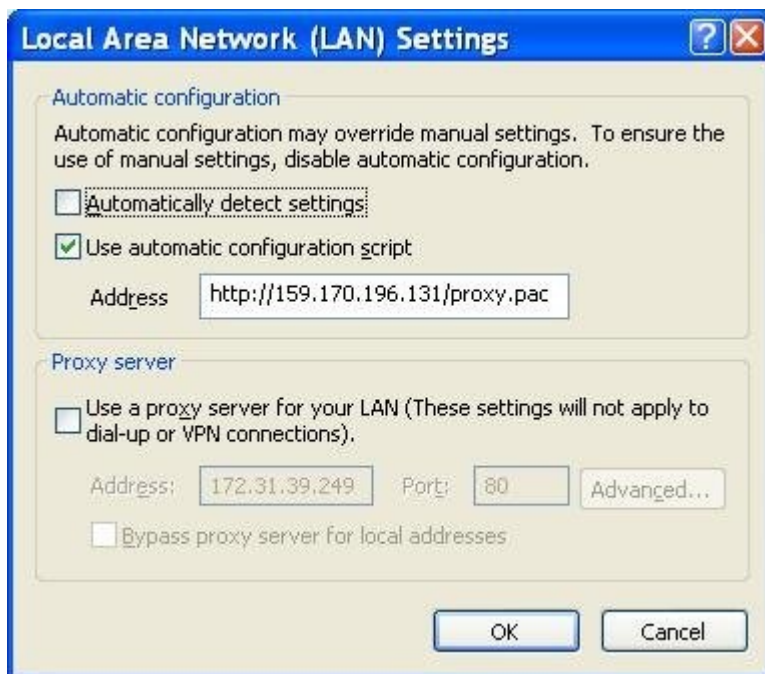 Local Area Network (LAN) Settings
Automatic configuration
Automatic configuration may override manual settings. To ensure the
use of manual settings, disable automatic configuration.
Automatically detect settings
Use automatic configuration script
Address http://159.170.196.131/proxy.pac
Proxy server
Use a proxy server for your LAN (These settings will not apply to
dial-up or VPN connections).
Address: 172.31.39.249 Port: 80 Advanced...
Bypass proxy server for local addresses
OK Cancel